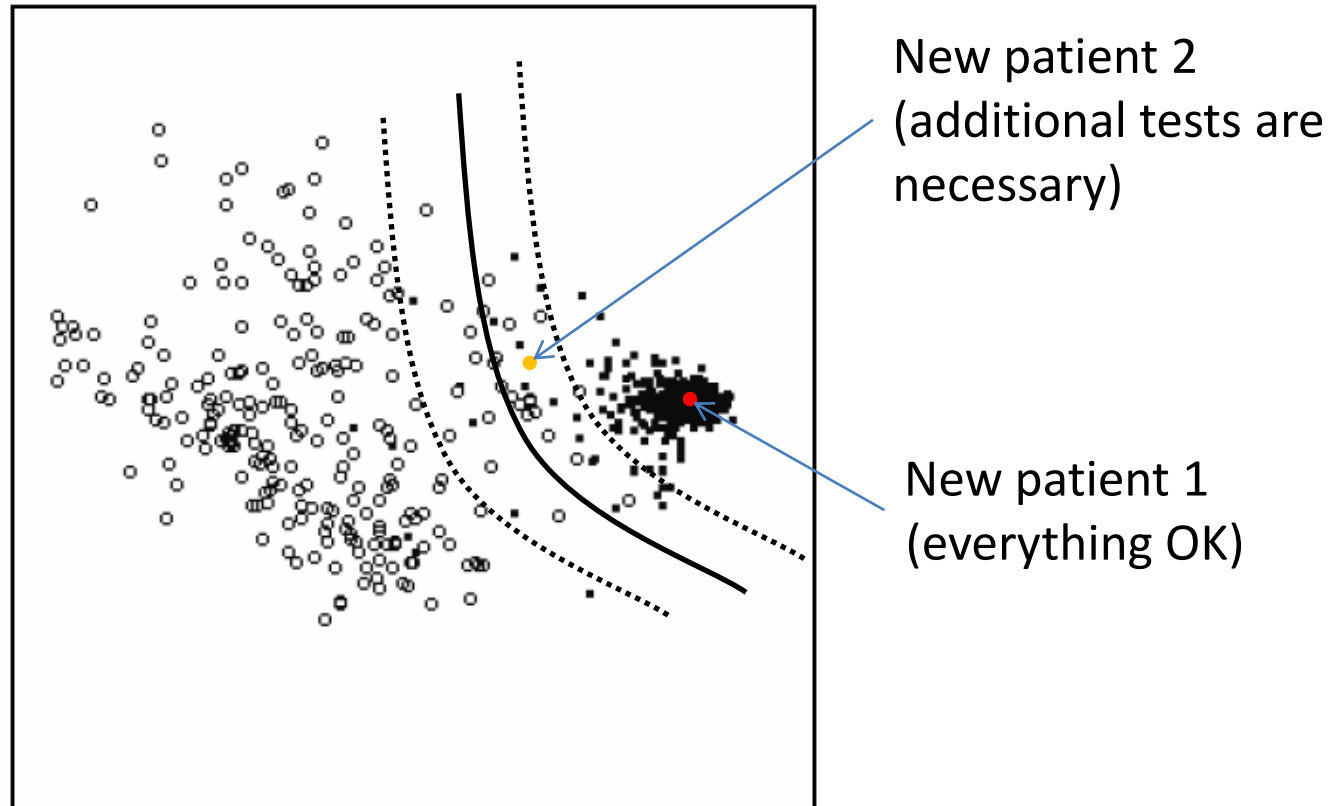 New patient 2
(additional tests are
necessary)
New patient 1
(everything OK)